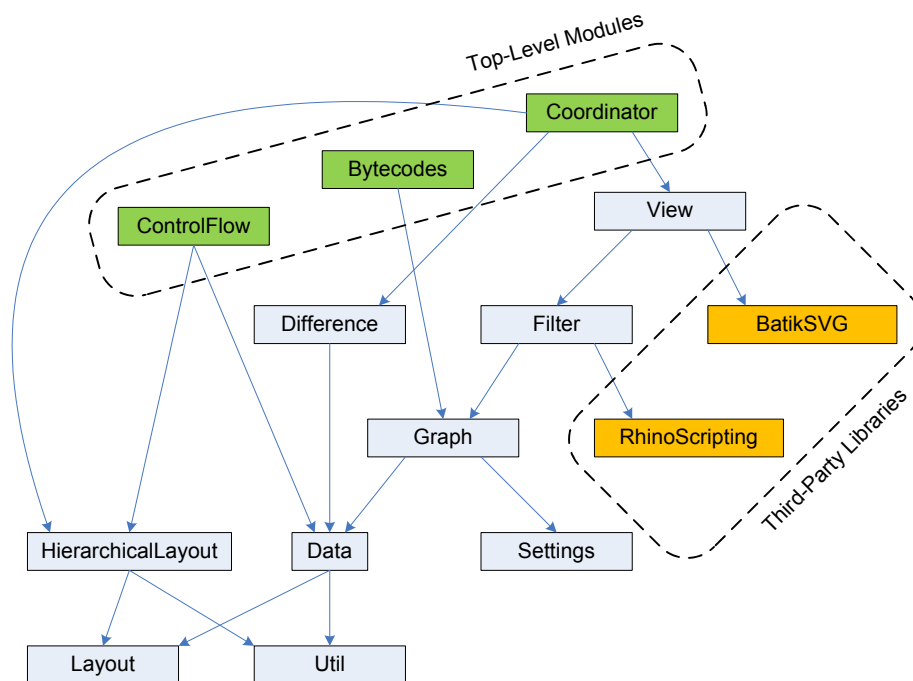 Top-Level Modules
Coordinator
Bytecodes
View
ControlFlow
Difference
Filter
BatikSVG
Graph
RhinoScripting
Third-Party Libraries
HierarchicalLayout
Data
Settings
Layout
Util